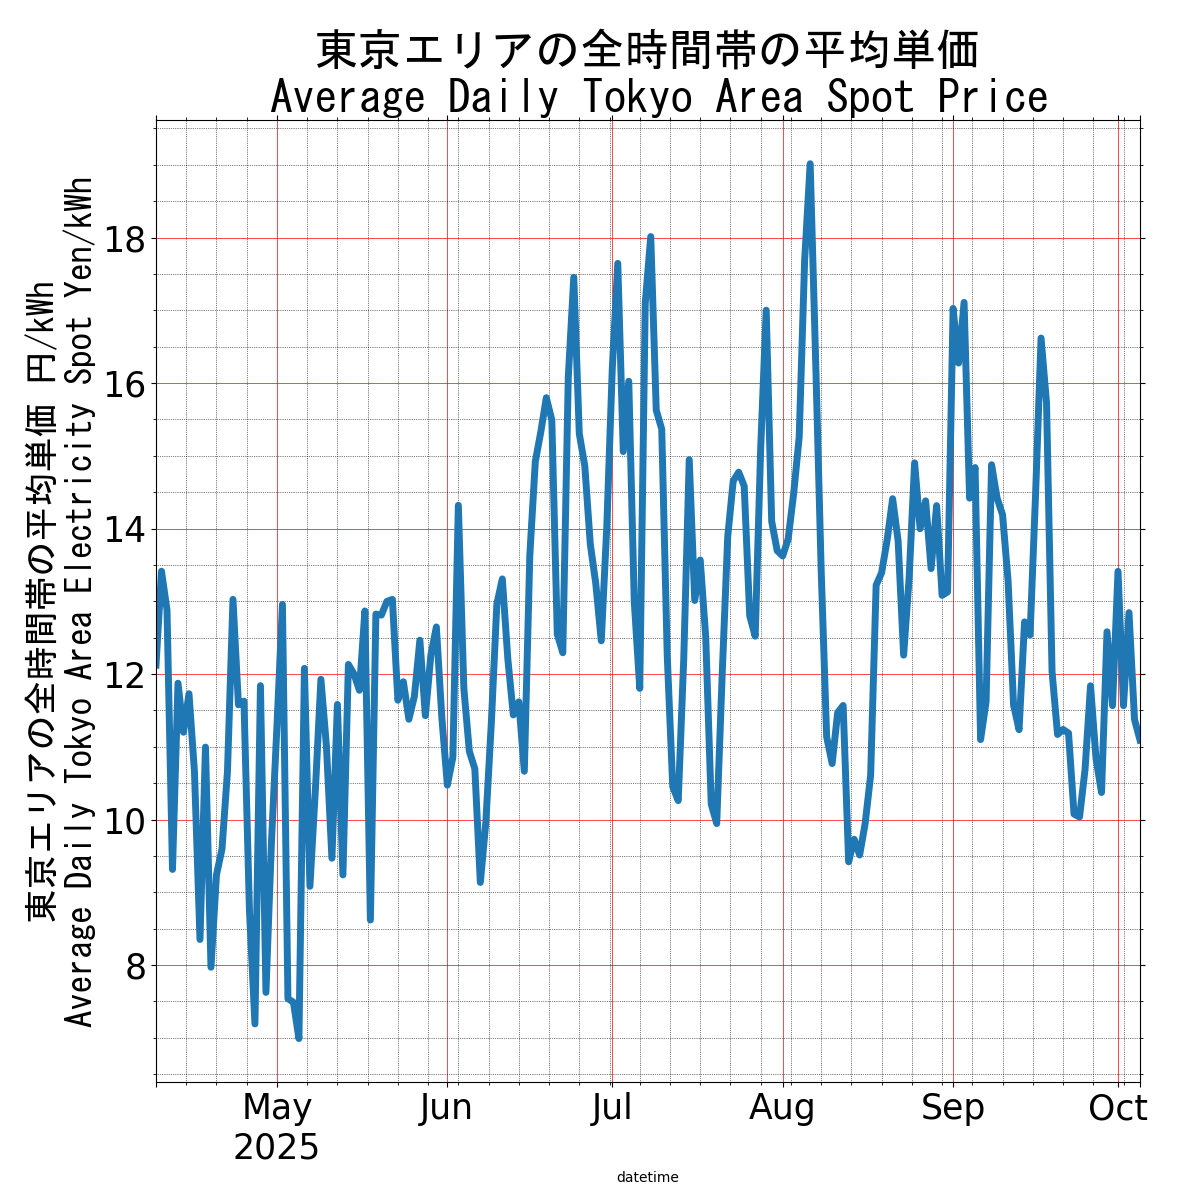 東京エリアの全時間帯の平均単価
Average Daily Tokyo Area Spot Price
東京エリアの全時間帯の平均単価 円/kWh
Average Daily Tokyo Area Electricity Spot Yen/kWh
18
16
14
12
10
8
May
2025
Jun
Jul
Aug
Sep
Oct
datetime